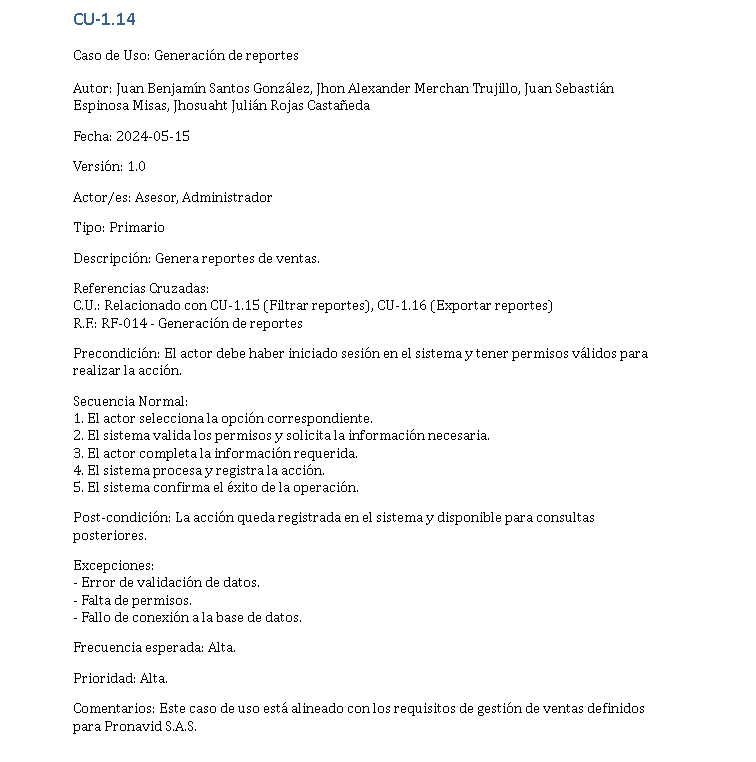 CU-1.14
Caso de Uso: Generación de reportes
Autor: Juan Benjamín Santos González, Jhon Alexander Merchan Trujillo, Juan Sebastián
Espinosa Misas, Jhosuaht Julián Rojas Castañeda
Fecha: 2024-05-15
Versión: 1.0
Actor/es: Asesor, Administrador
Tipo: Primario
Descripción: Genera reportes de ventas.
Referencias Cruzadas:
C.U.: Relacionado con CU-1.15 (Filtrar reportes), CU-1.16 (Exportar reportes)
R.F.: RF-014 - Generación de reportes
Precondición: El actor debe haber iniciado sesión en el sistema y tener permisos válidos para
realizar la acción.
Secuencia Normal:
1. El actor selecciona la opción correspondiente.
2. El sistema valida los permisos y solicita la información necesaria.
3. El actor completa la información requerida.
4. El sistema procesa y registra la acción.
5. El sistema confirma el éxito de la operación.
Post-condición: La acción queda registrada en el sistema y disponible para consultas
posteriores.
Excepciones:
- Error de validación de datos.
- Falta de permisos.
- Fallo de conexión a la base de datos.
Frecuencia esperada: Alta.
Prioridad: Alta.
Comentarios: Este caso de uso está alineado con los requisitos de gestión de ventas definidos
para Pronavid S.A.S.